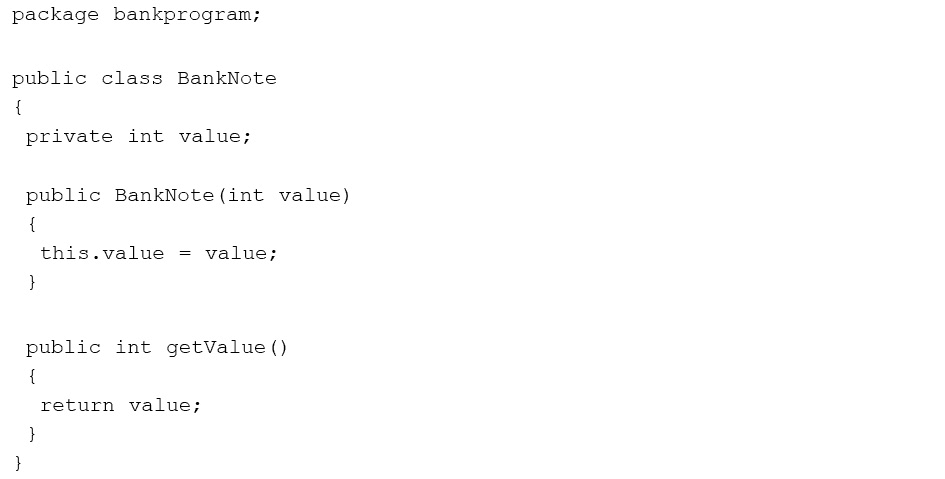 package bankprogram;
public class BankNote
{
private int value;
public BankNote(int value)
{
this.value = value;
}
public int getValue()
{
return value;
}
}